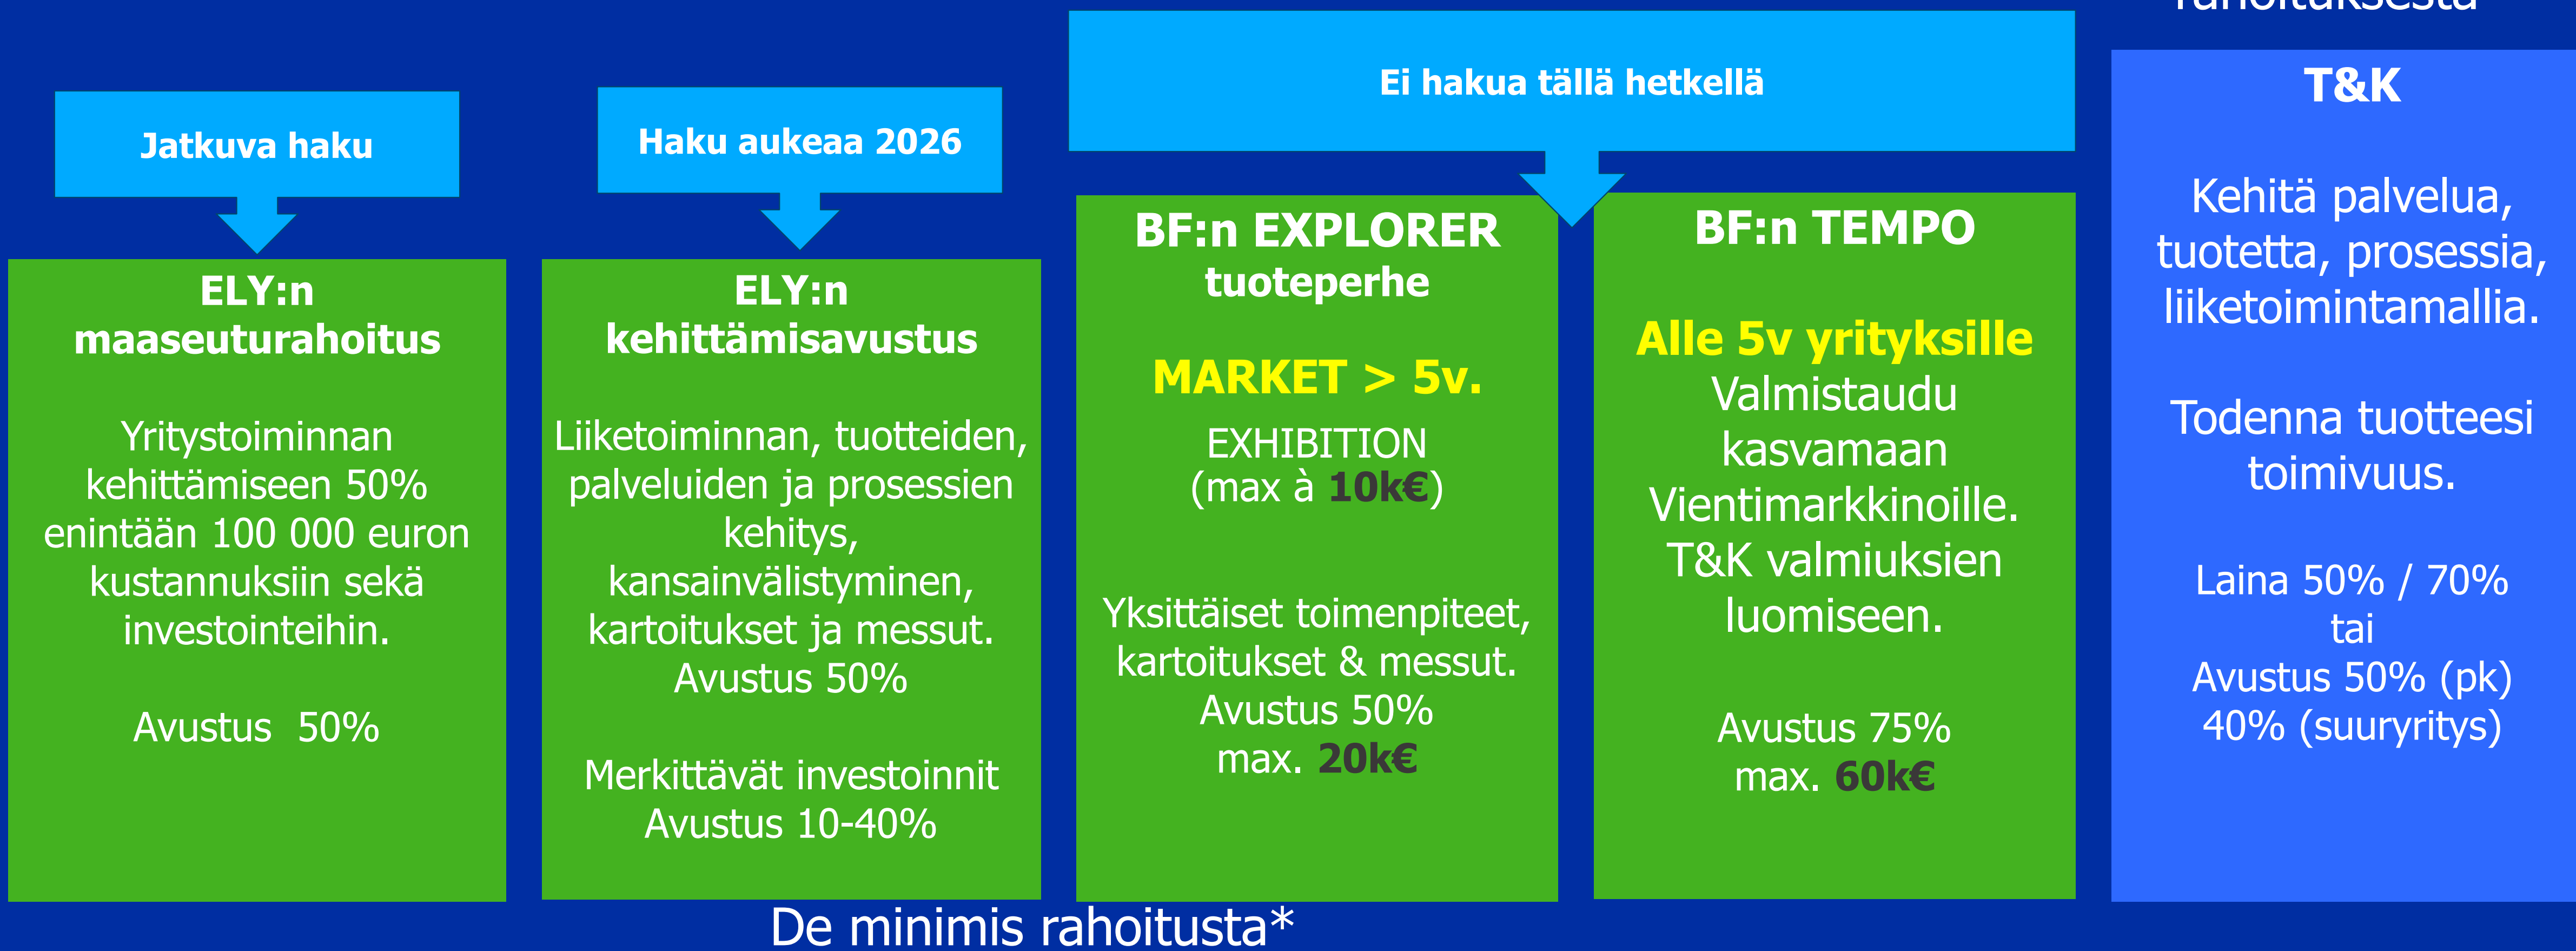 rahoituksesta
Jatkuva haku
Haku aukeaa 2026
Ei hakua tällä hetkellä
ELY:n
maaseuturahoitus
Yritystoiminnan
kehittämiseen 50%
enintään 100 000 euron
kustannuksiin sekä
investointeihin.
Avustus 50%
ELY:n
kehittämisavustus
Liiketoiminnan, tuotteiden,
palveluiden ja prosessien
kehitys,
kansainvälistyminen,
kartoitukset ja messut.
Avustus 50%
Merkittävät investoinnit
Avustus 10-40%
BF:n EXPLORER
tuoteperhe
MARKET > 5v.
EXHIBITION
(max à 10k€)
Yksittäiset toimenpiteet,
kartoitukset & messut.
Avustus 50%
max. 20k€
BF:n TEMPO
Alle 5v yrityksille
Valmistaudu
kasvamaan
Vientimarkkinoille.
T&K valmiuksien
luomiseen.
Avustus 75%
max. 60k€
T&K
Kehitä palvelua,
tuotetta, prosessia,
liiketoimintamallia.
Todenna tuotteesi
toimivuus.
Laina 50% / 70%
tai
Avustus 50% (pk)
40% (suuryritys)
De minimis rahoitusta*